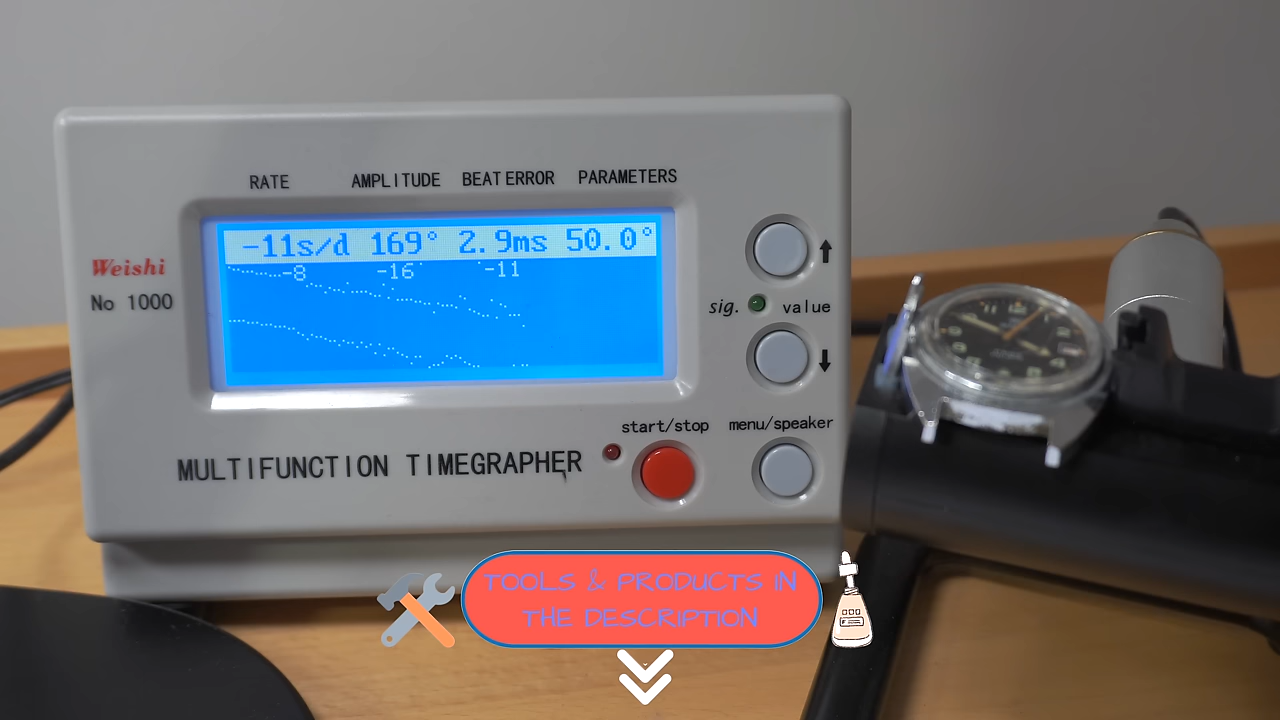 RATE AMPLITUDE BEAT ERROR PARAMETERS
-11s/d 169° 2.9ms 50.0°
-8 -16 -11
Weishi
No 1000
sig. value
start/stop menu/speaker
MULTIFUNCTION TIMEGRAPHER
TOOLS & PRODUCTS IN
THE DESCRIPTION